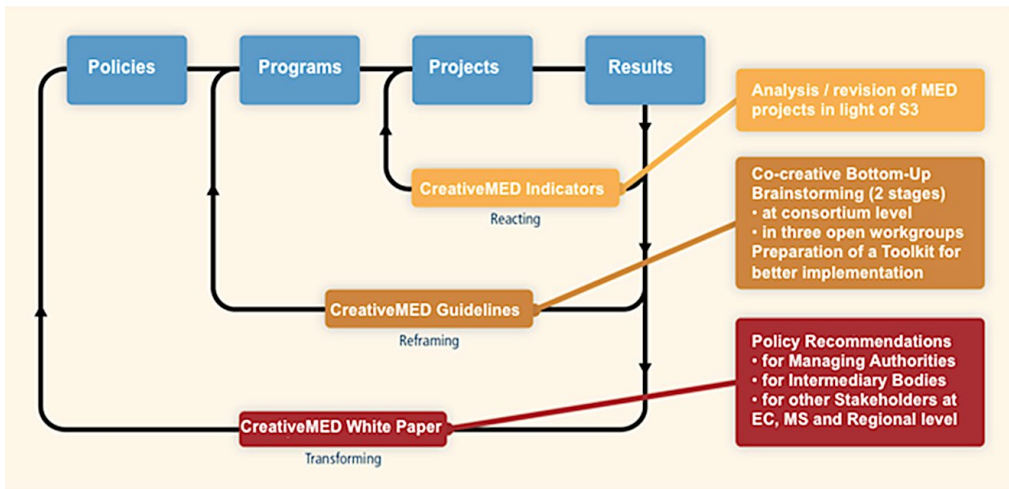 Policies
Programs
Projects
Results
Analysis / revision of MED
projects in light of S3
CreativeMED Indicators
Reacting
Co-creative Bottom-Up
Brainstorming (2 stages)
• at consortium level
• in three open workgroups
Preparation of a Toolkit for
better implementation
CreativeMED Guidelines
Reframing
Policy Recommendations
• for Managing Authorities
• for Intermediary Bodies
• for other Stakeholders at
EC, MS and Regional level
CreativeMED White Paper
Transforming